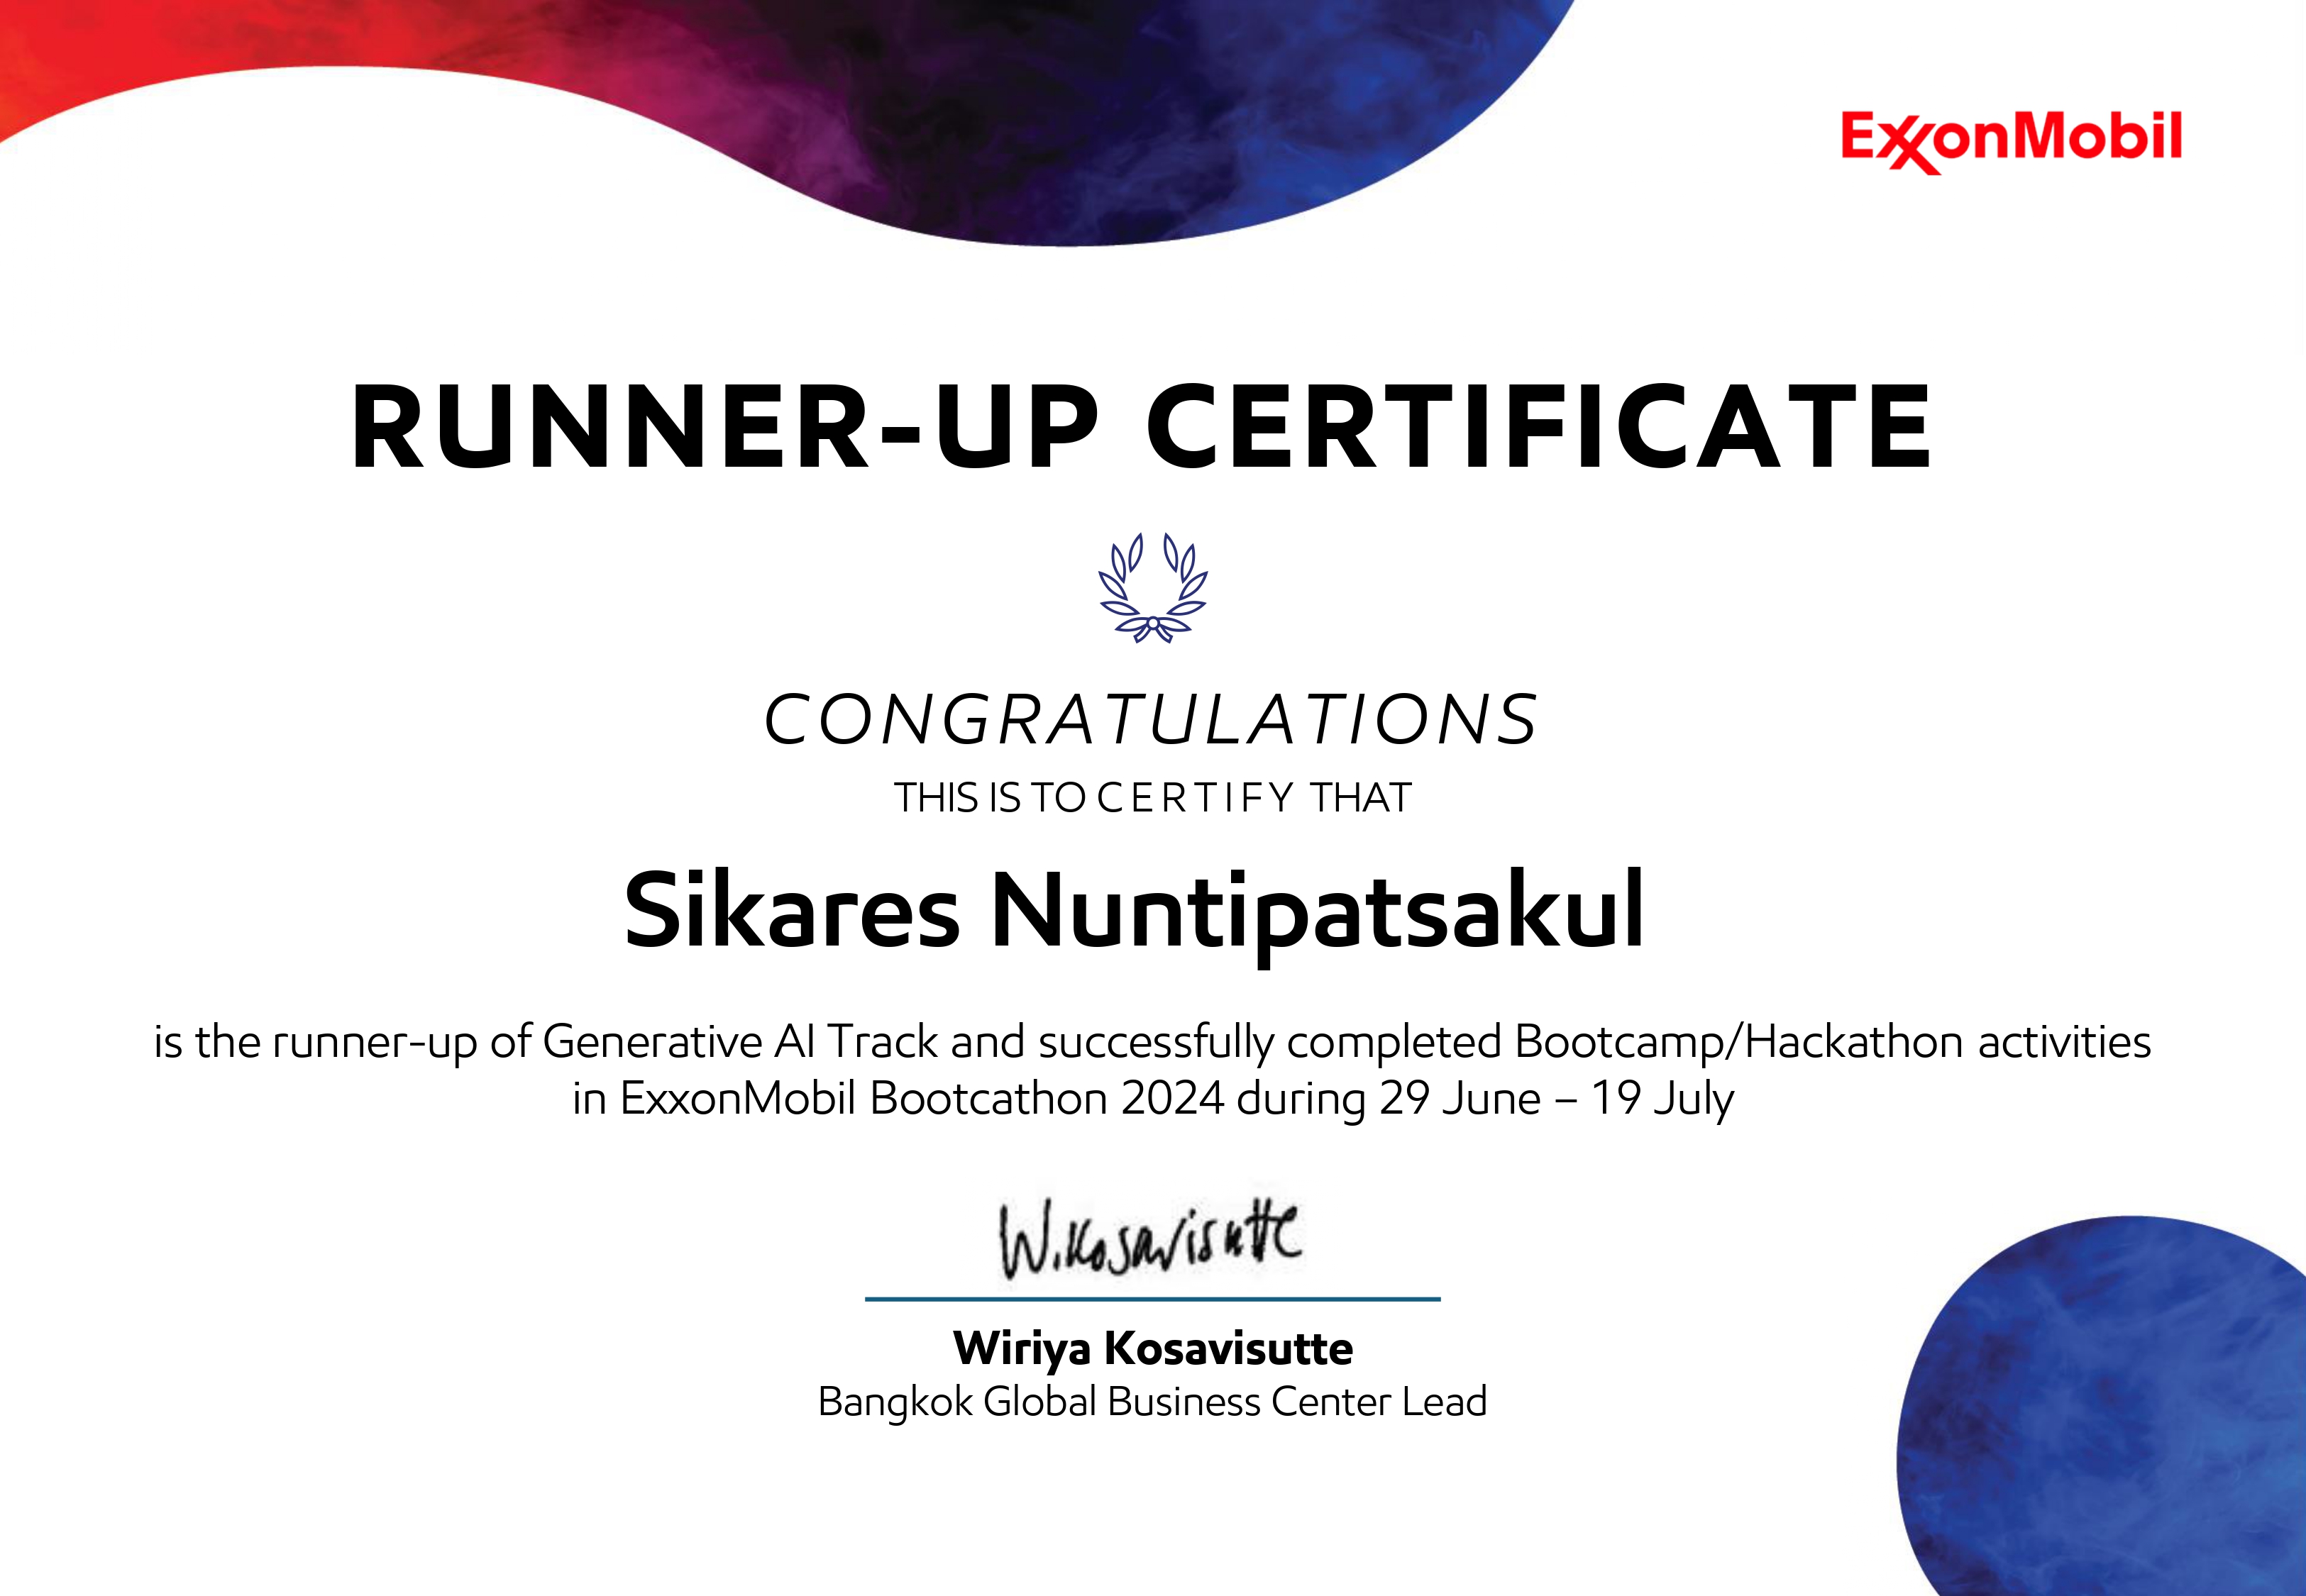 ExxonMobil
RUNNER-UP CERTIFICATE
CONGRATULATIONS
THIS IS TO CERTIFY THAT
Sikares Nuntipatsakul
is the runner-up of Generative AI Track and successfully completed Bootcamp/Hackathon activities
in ExxonMobil Bootcathon 2024 during 29 June – 19 July
W.Kosavisutte
Wiriya Kosavisutte
Bangkok Global Business Center Lead